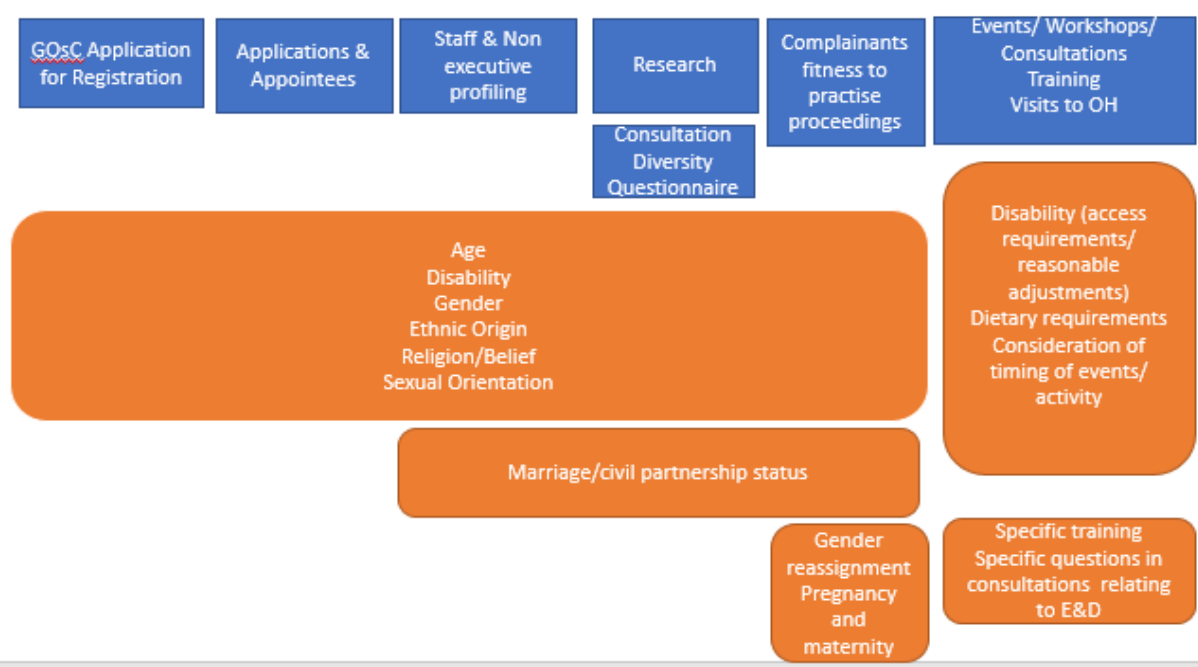 GOsC Application
for Registration
Applications &
Appointees
Staff & Non
executive
profiling
Research
Consultation
Diversity
Questionnaire
Complainants
fitness to
practise
proceedings
Events/ Workshops/
Consultations
Training
Visits to OH
Age
Disability
Gender
Ethnic Origin
Religion/Belief
Sexual Orientation
Disability (access
requirements/
reasonable
adjustments)
Dietary requirements
Consideration of
timing of events/
activity
Marriage/civil partnership status
Gender
reassignment
Pregnancy
and
maternity
Specific training
Specific questions in
consultations relating
to E&D